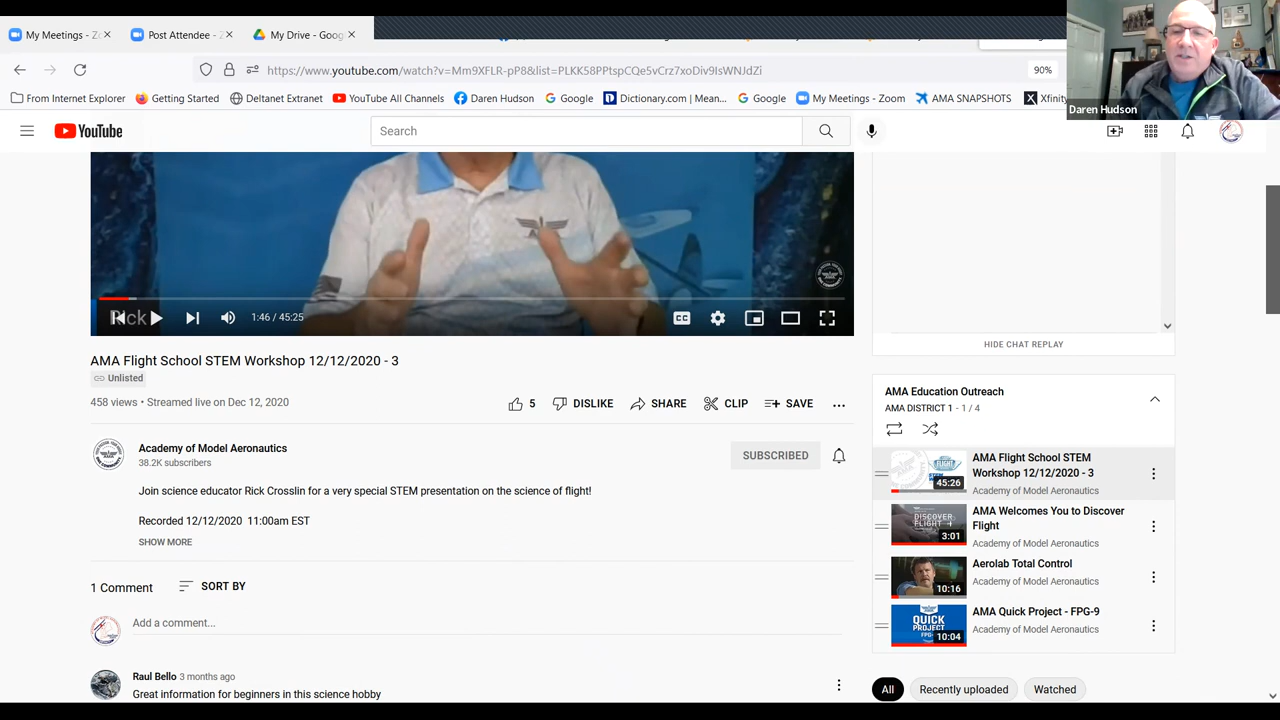 My Meetings - Zo
Post Attendee - Z
My Drive - Goog
https://www.youtube.com/watch?v=Mm9XFLR-pP8&list=PLKK58PPtspCQe5vCrz7xoDiv9IsWNJdZi
90%
From Internet Explorer
Getting Started
Deltanet Extranet
YouTube All Channels
Daren Hudson
Google
Dictionary.com | Mean...
Google
My Meetings - Zoom
AMA SNAPSHOTS
Xfinity
Daren Hudson
YouTube
Search
Rick
1:46 / 45:25
CC
HIDE CHAT REPLAY
AMA Flight School STEM Workshop 12/12/2020 - 3
Unlisted
458 views • Streamed live on Dec 12, 2020
5
DISLIKE
SHARE
CLIP
SAVE
Academy of Model Aeronautics
38.2K subscribers
SUBSCRIBED
Join science educator Rick Crosslin for a very special STEM presentation on the science of flight!
Recorded 12/12/2020 11:00am EST
SHOW MORE
1 Comment
SORT BY
Add a comment...
Raul Bello 3 months ago
Great information for beginners in this science hobby
AMA Education Outreach
AMA DISTRICT 1 - 1 / 4
AMA Flight School STEM
Workshop 12/12/2020 - 3
Academy of Model Aeronautics
45:26
AMA Welcomes You to Discover
Flight
Academy of Model Aeronautics
DISCOVER
FLIGHT
3:01
Aerolab Total Control
Academy of Model Aeronautics
10:16
AMA Quick Project - FPG-9
Academy of Model Aeronautics
QUICK
PROJECT
FPG-
10:04
All
Recently uploaded
Watched